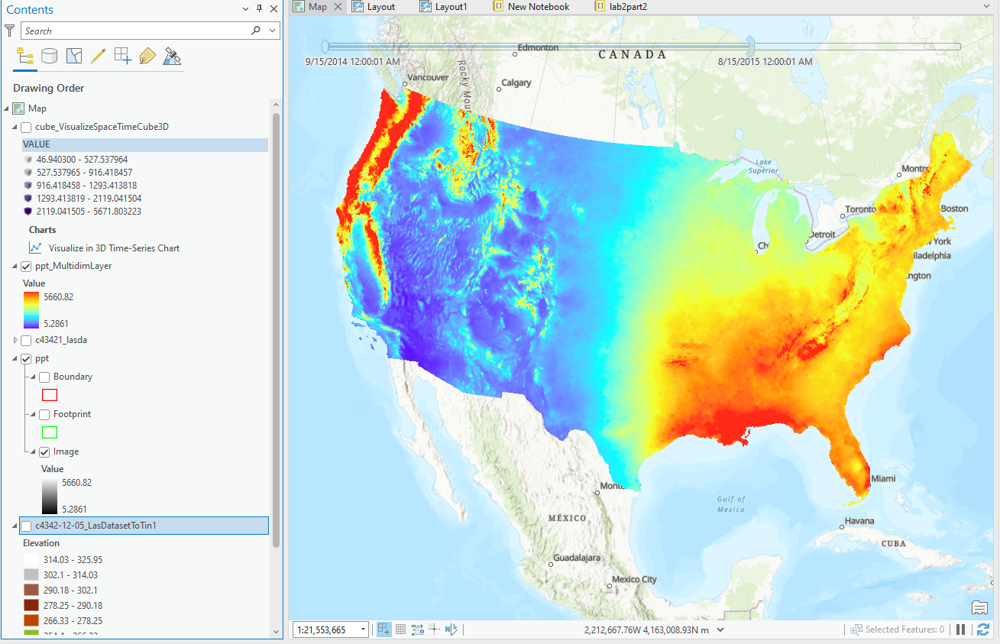 Contents
Search
Drawing Order
Map
cube_VisualizeSpaceTimeCube3D
VALUE
46.940300 - 527.537964
527.537965 - 916.418457
916.418458 - 1293.413818
1293.413819 - 2119.041504
2119.041505 - 5671.803223
Charts
Visualize in 3D Time-Series Chart
ppt_MultidimLayer
Value
5660.82
5.2861
c43421_lasda
ppt
Boundary
Footprint
Image
Value
5660.82
5.2861
c4342-12-05_LasDatasetToTin1
Elevation
314.03 - 325.95
302.1 - 314.03
290.18 - 302.1
278.25 - 290.18
266.33 - 278.25
Map
Layout
Layout1
New Notebook
lab2part2
9/15/2014 12:00:01 AM
8/15/2015 12:00:01 AM
Edmonton
CANADA
Rocky Mou
Vancouver
Calgary
Lake
Superior
Montre
Toronto
Boston
Detroit
Ch
York
iladelphia
ngton
Miami
Gulf of
Mexico
Monte
MÉXICO
Havana
CUBA
Guadalajara
Mexico City
1:21,553,665
2,212,667.76W 4,163,008.93N m
Selected Features: 0